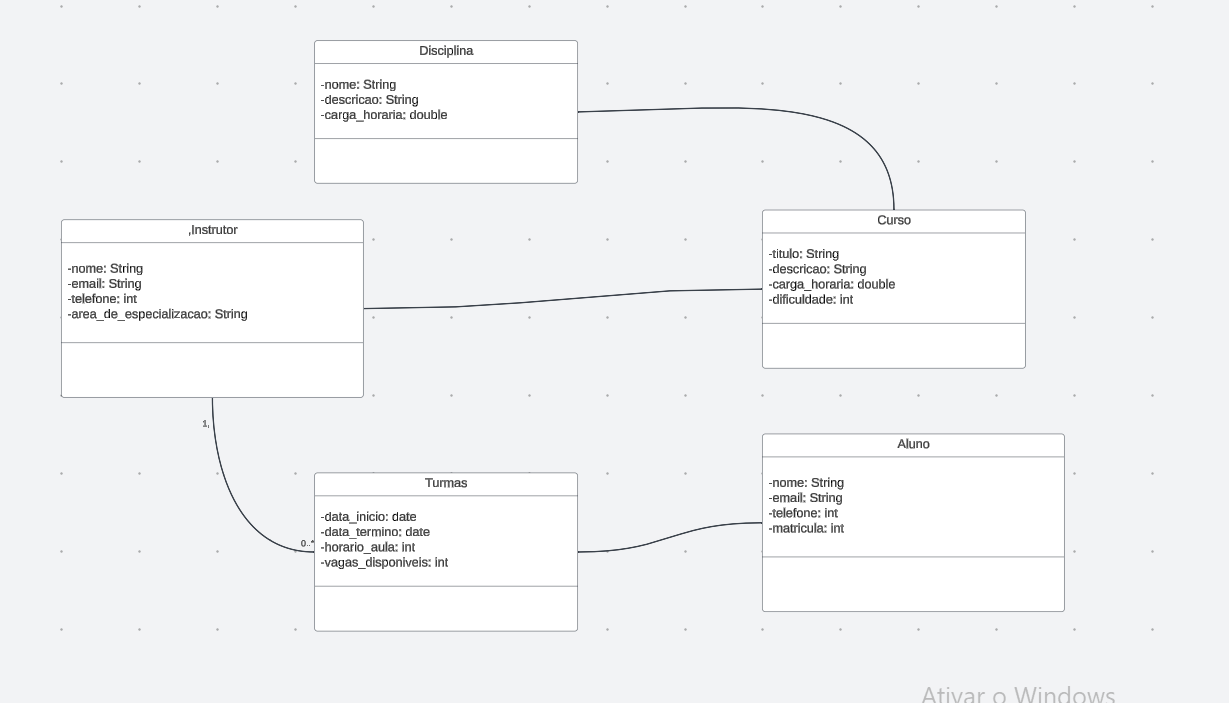 Disciplina
-nome: String
-descricao: String
-carga_horaria: double
,Instrutor
-nome: String
-email: String
-telefone: int
-area_de_especializacao: String
Curso
-titulo: String
-descricao: String
-carga_horaria: double
-dificuldade: int
1,
0..*
Turmas
-data_inicio: date
-data_termino: date
-horario_aula: int
-vagas_disponiveis: int
Aluno
-nome: String
-email: String
-telefone: int
-matricula: int
Ativar o Windows